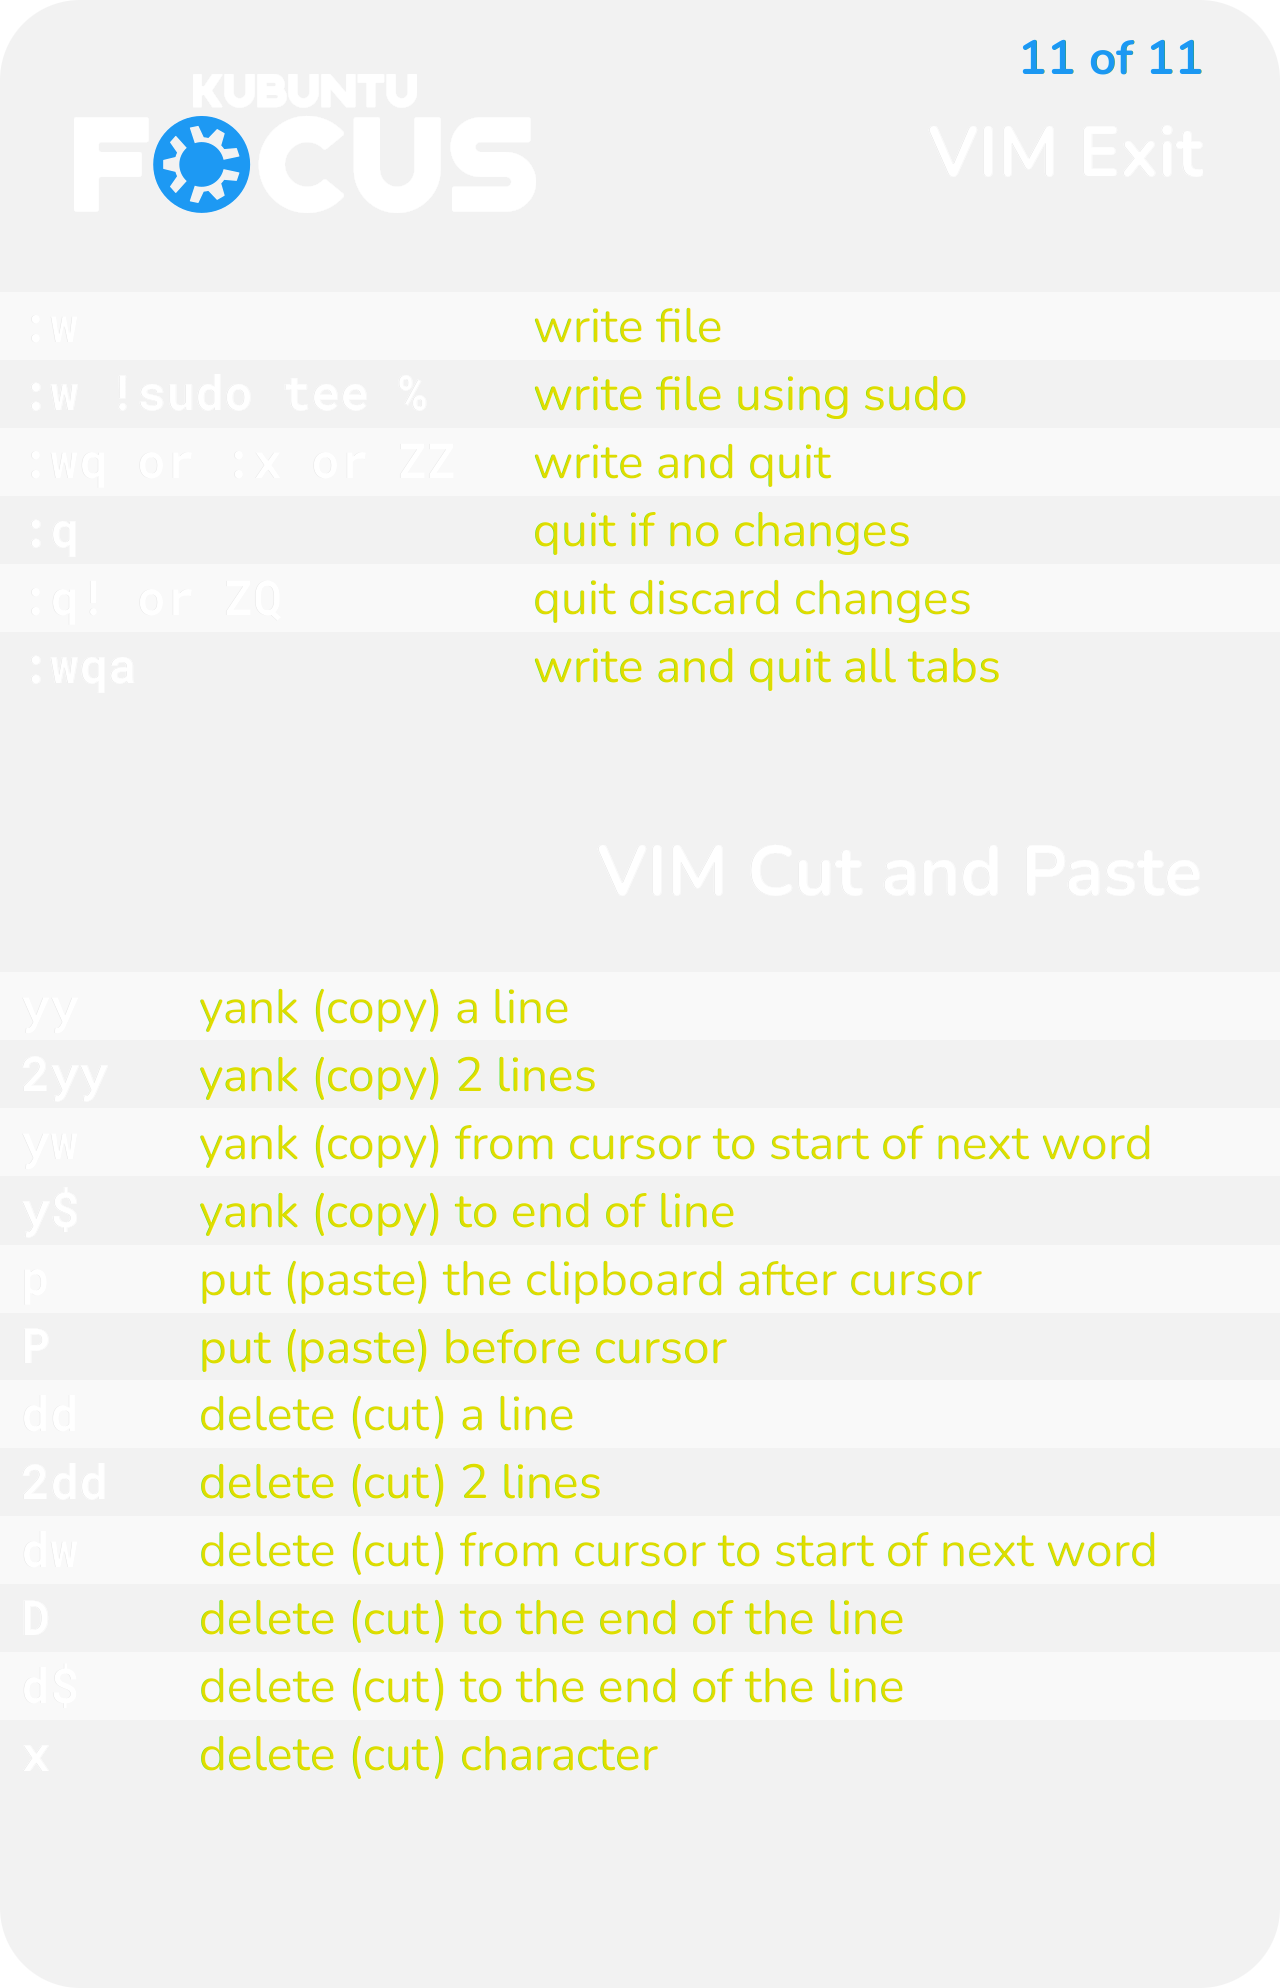 11 of 11
KUBUNTU
FOCUS
VIM Exit
:w write file
:w !sudo tee % write file using sudo
:wq or :x or ZZ write and quit
:q quit if no changes
:q! or ZQ quit discard changes
:wqa write and quit all tabs
VIM Cut and Paste
yy yank (copy) a line
2yy yank (copy) 2 lines
yw yank (copy) from cursor to start of next word
y$ yank (copy) to end of line
p put (paste) the clipboard after cursor
P put (paste) before cursor
dd delete (cut) a line
2dd delete (cut) 2 lines
dw delete (cut) from cursor to start of next word
D delete (cut) to the end of the line
d$ delete (cut) to the end of the line
x delete (cut) character